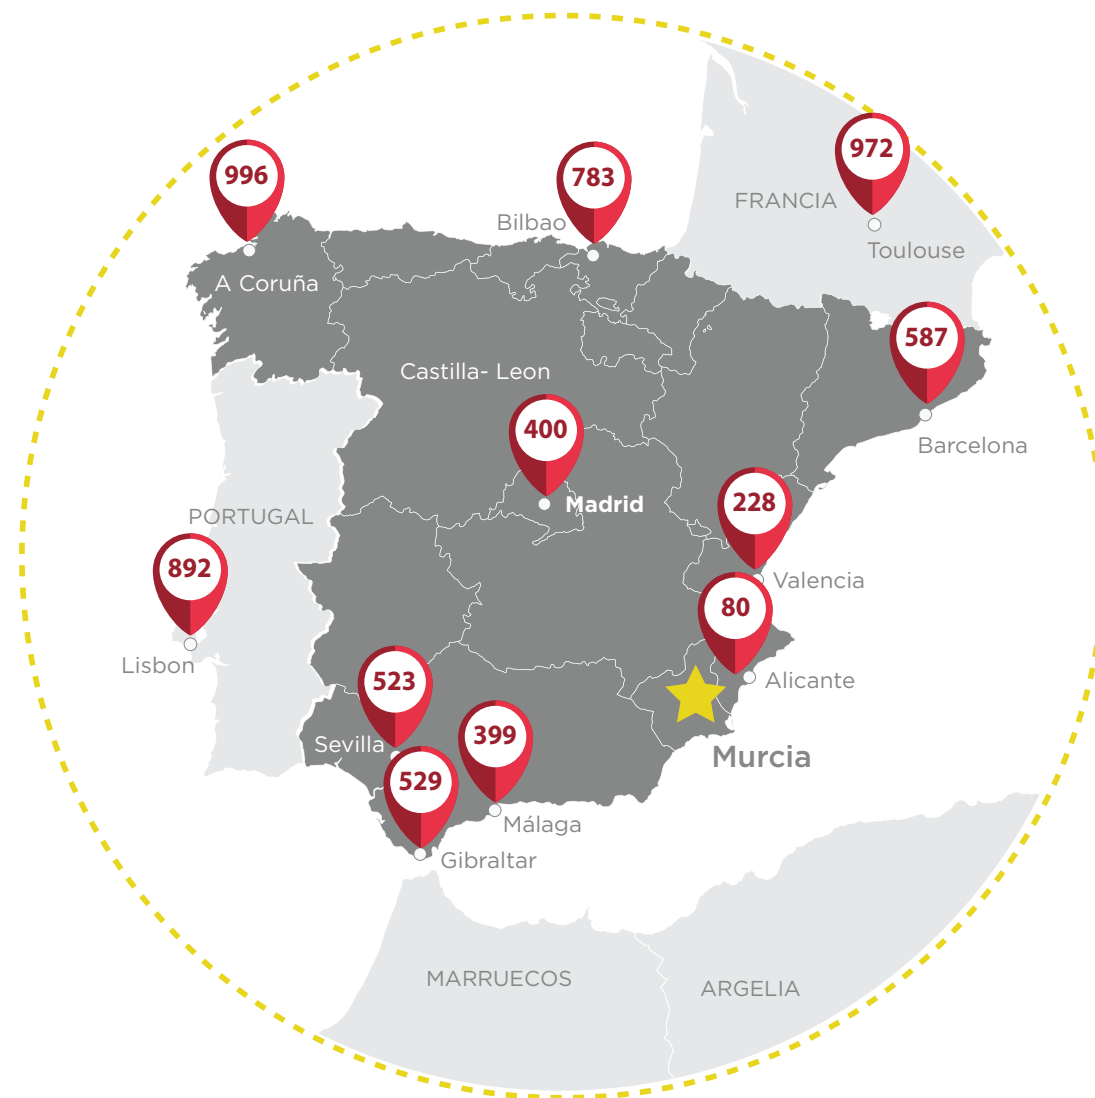 972
996
783
FRANCIA
Bilbao
Toulouse
A Coruña
587
Castilla- Leon
400
Barcelona
228
Madrid
PORTUGAL
892
Valencia
80
Lisbon
523
Alicante
399
Sevilla
Murcia
529
Málaga
Gibraltar
MARRUECOS
ARGELIA